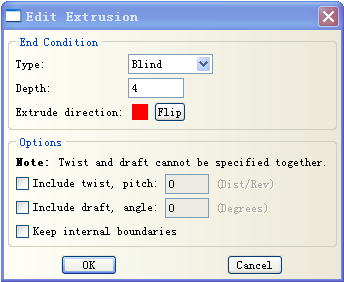 Edit Extrusion
End Condition
Type: Blind
Depth: 4
Extrude direction: Flip
Options
Note: Twist and draft cannot be specified together.
Include twist, pitch: 0 (Dist/Rev)
Include draft, angle: 0 (Degrees)
Keep internal boundaries
OK Cancel